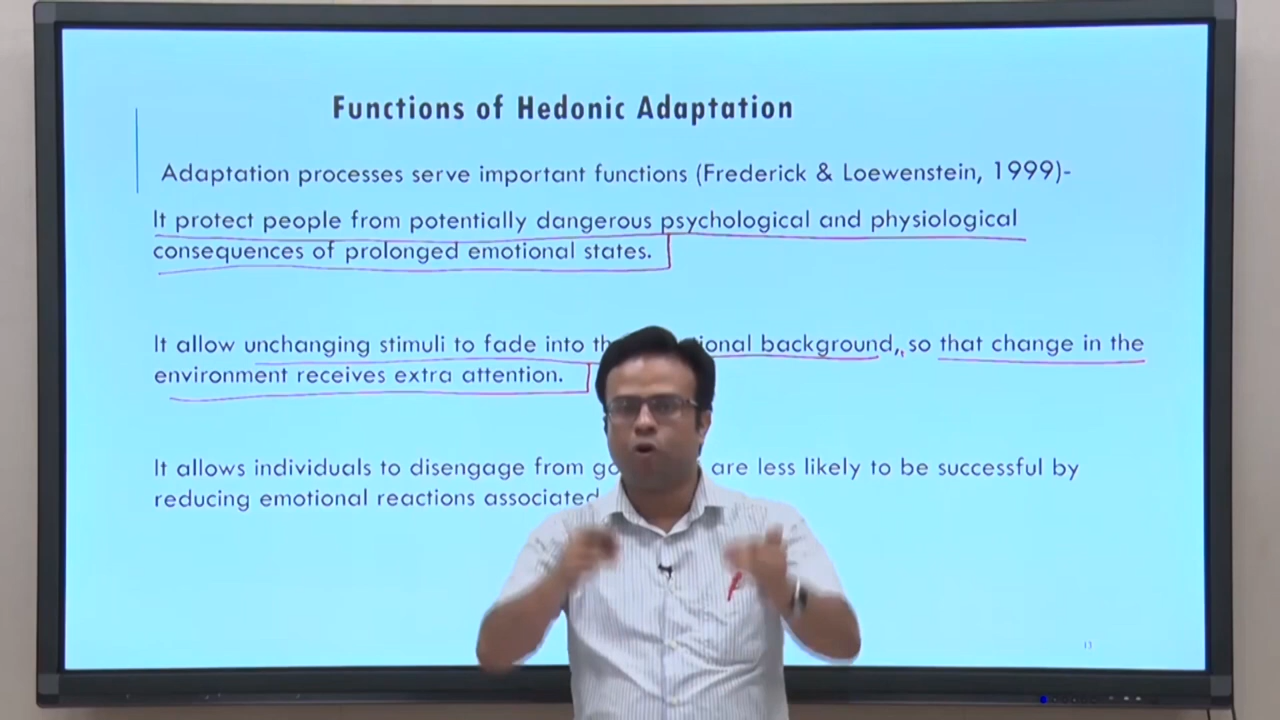 Functions of Hedonic Adaptation
Adaptation processes serve important functions (Frederick & Loewenstein, 1999)-
It protect people from potentially dangerous psychological and physiological
consequences of prolonged emotional states.
It allow unchanging stimuli to fade into background, so that change in the
environment receives extra attention.
It allows individuals to disengage from are less likely to be successful by
reducing emotional reactions associated
13